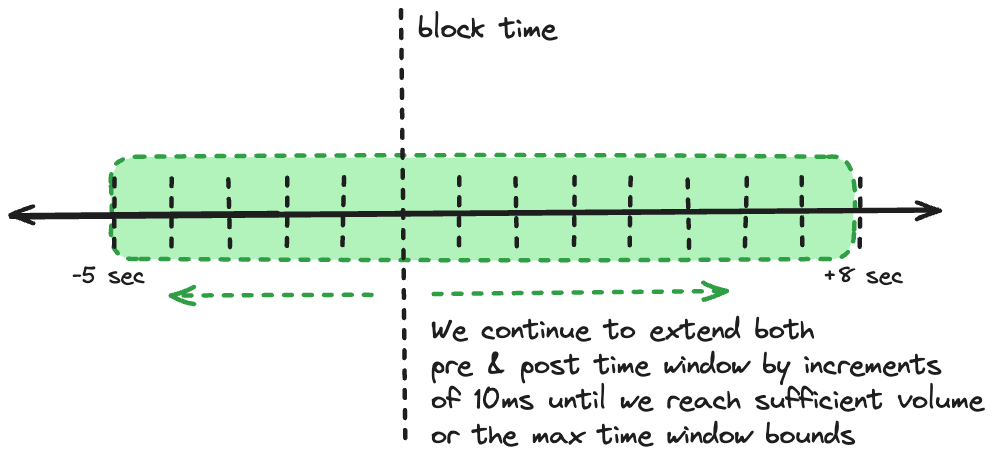 block time
-5 sec
+8 sec
We continue to extend both
pre & post time window by increments
of 10ms until we reach sufficient volume
or the max time window bounds